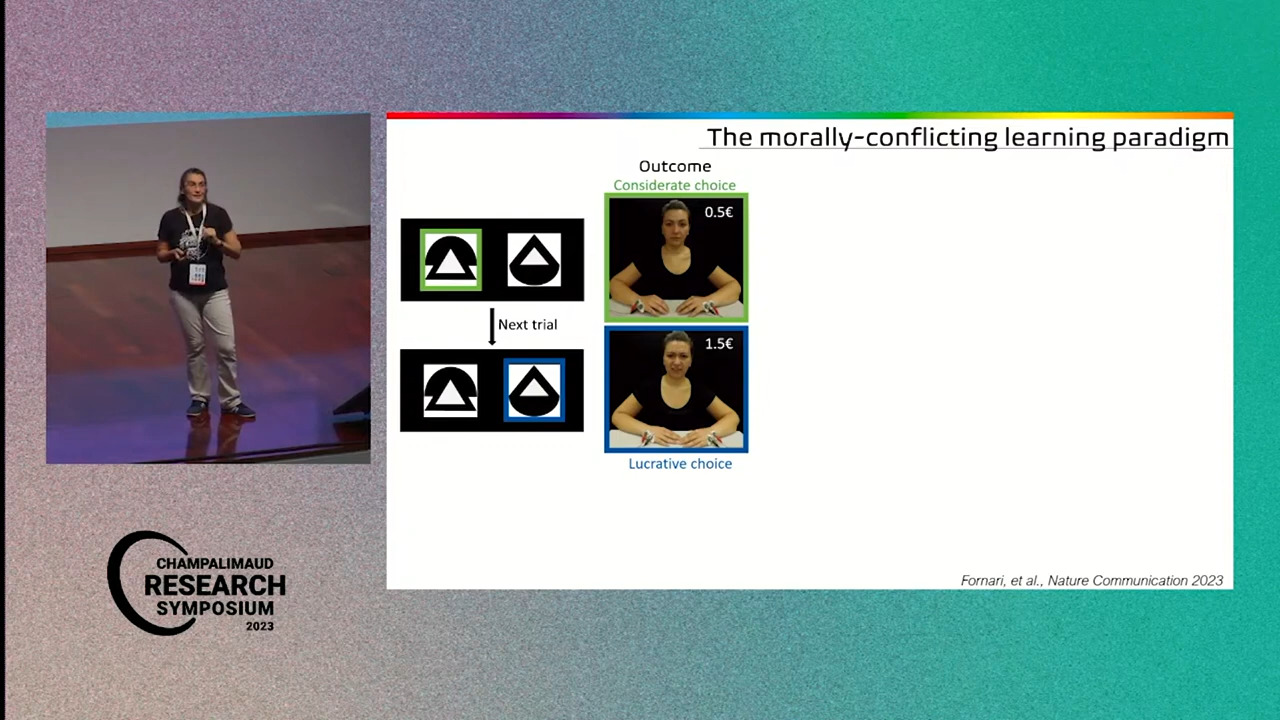 The morally-conflicting learning paradigm
Outcome
Considerate choice
0.5€
Next trial
1.5€
Lucrative choice
Fornari, et al., Nature Communication 2023
CHAMPALIMAUD
RESEARCH
SYMPOSIUM
2023